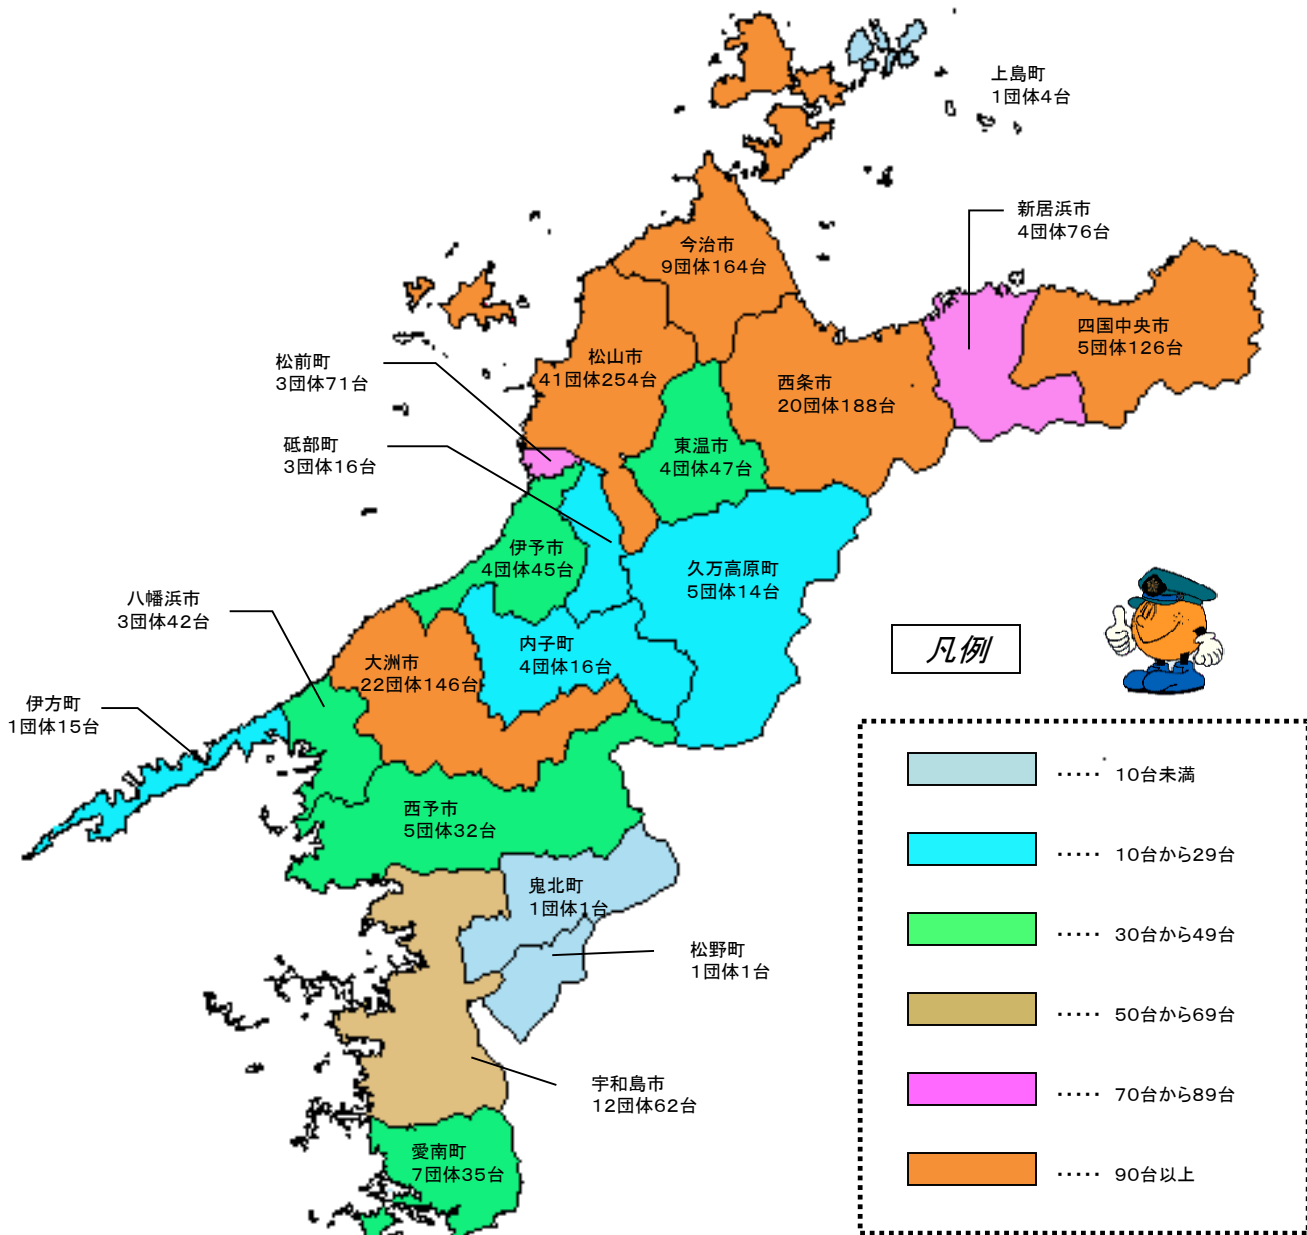 上島町
1団体4台
新居浜市
4団体76台
今治市
9団体164台
四国中央市
5団体126台
松前町
3団体71台
松山市
41団体254台
西条市
20団体188台
砥部町
3団体16台
東温市
4団体47台
伊予市
4団体45台
久万高原町
5団体14台
八幡浜市
3団体42台
内子町
4団体16台
大洲市
22団体146台
伊方町
1団体15台
西予市
5団体32台
鬼北町
1団体1台
松野町
1団体1台
宇和島市
12団体62台
愛南町
7団体35台
凡例
‥‥‥ 10台未満
‥‥‥ 10台から29台
‥‥‥ 30台から49台
‥‥‥ 50台から69台
‥‥‥ 70台から89台
‥‥‥ 90台以上